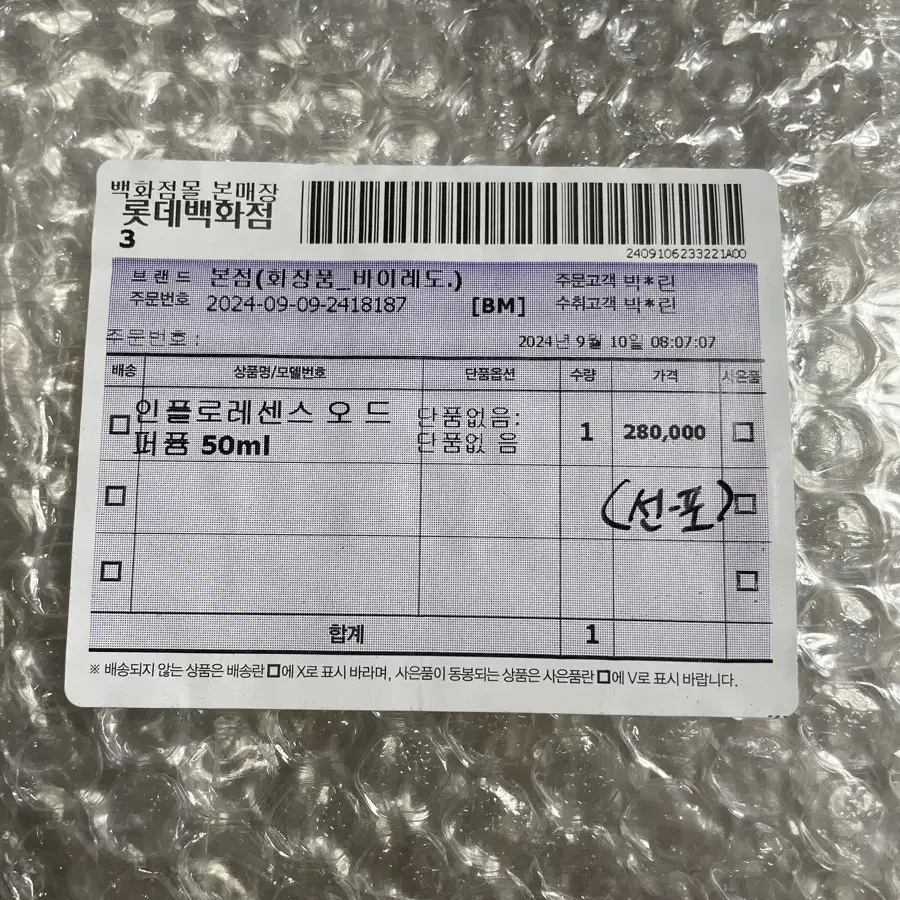 백화점몰 본매장
롯데백화점
3
2409106233221A00
브랜드 본점(화장품_바이레도.) 주문고객 박*린
주문번호 2024-09-09-2418187 [BM] 수취고객 박*린
주문번호 : 2024년 9월 10일 08:07:07
배송 상품명/모델번호 단품옵션 수량 가격 사은품
인플로레센스 오 드 단품없음:
퍼퓸 50ml 단품없 음 1 280,000
(선-포)
합계 1
※ 배송되지 않는 상품은 배송란 □에 X로 표시 바라며, 사은품이 동봉되는 상품은 사은품란 □에 V로 표시 바랍니다.